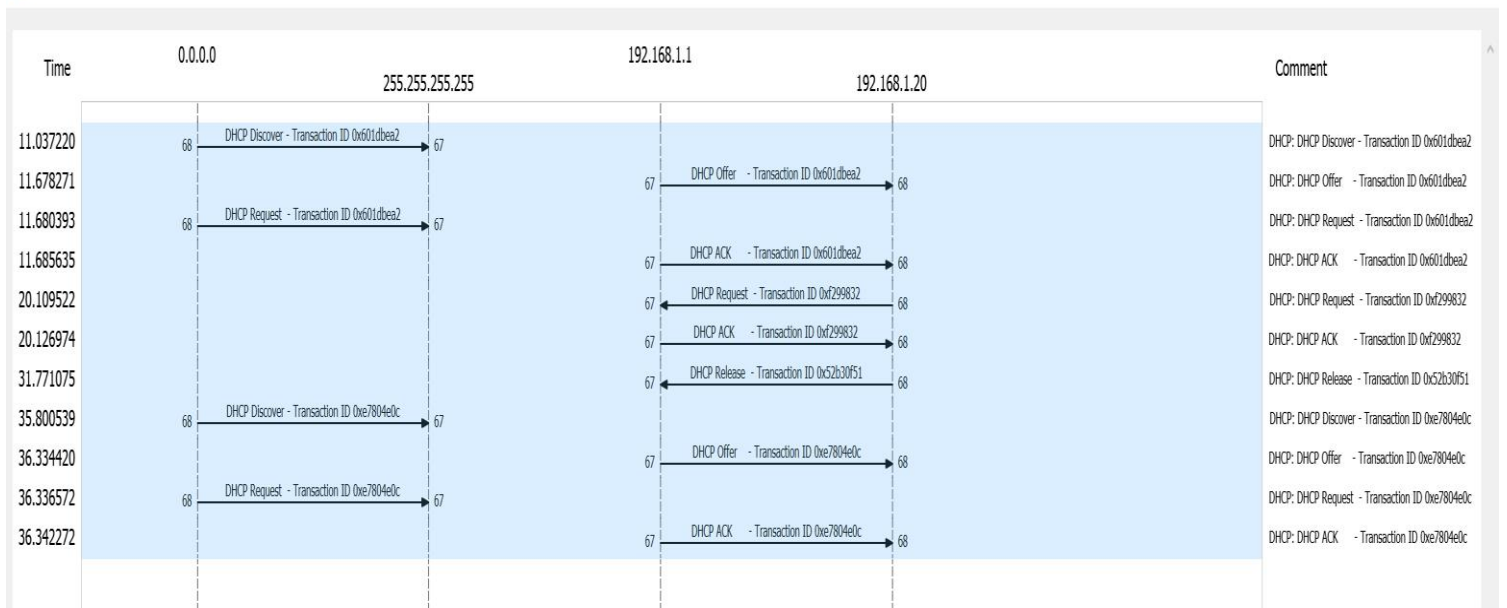 0.0.0.0 192.168.1.1
Time Comment
255.255.255.255 192.168.1.20
11.037220 68 DHCP Discover - Transaction ID 0x601dbea2 67 DHCP: DHCP Discover - Transaction ID 0x601dbea2
11.678271 67 DHCP Offer - Transaction ID 0x601dbea2 68 DHCP: DHCP Offer - Transaction ID 0x601dbea2
11.680393 68 DHCP Request - Transaction ID 0x601dbea2 67 DHCP: DHCP Request - Transaction ID 0x601dbea2
11.685635 67 DHCP ACK - Transaction ID 0x601dbea2 68 DHCP: DHCP ACK - Transaction ID 0x601dbea2
20.109522 67 DHCP Request - Transaction ID 0xf299832 68 DHCP: DHCP Request - Transaction ID 0xf299832
20.126974 67 DHCP ACK - Transaction ID 0xf299832 68 DHCP: DHCP ACK - Transaction ID 0xf299832
31.771075 67 DHCP Release - Transaction ID 0x52b30f51 68 DHCP: DHCP Release - Transaction ID 0x52b30f51
35.800539 68 DHCP Discover - Transaction ID 0xe7804e0c 67 DHCP: DHCP Discover - Transaction ID 0xe7804e0c
36.334420 67 DHCP Offer - Transaction ID 0xe7804e0c 68 DHCP: DHCP Offer - Transaction ID 0xe7804e0c
36.336572 68 DHCP Request - Transaction ID 0xe7804e0c 67 DHCP: DHCP Request - Transaction ID 0xe7804e0c
36.342272 67 DHCP ACK - Transaction ID 0xe7804e0c 68 DHCP: DHCP ACK - Transaction ID 0xe7804e0c